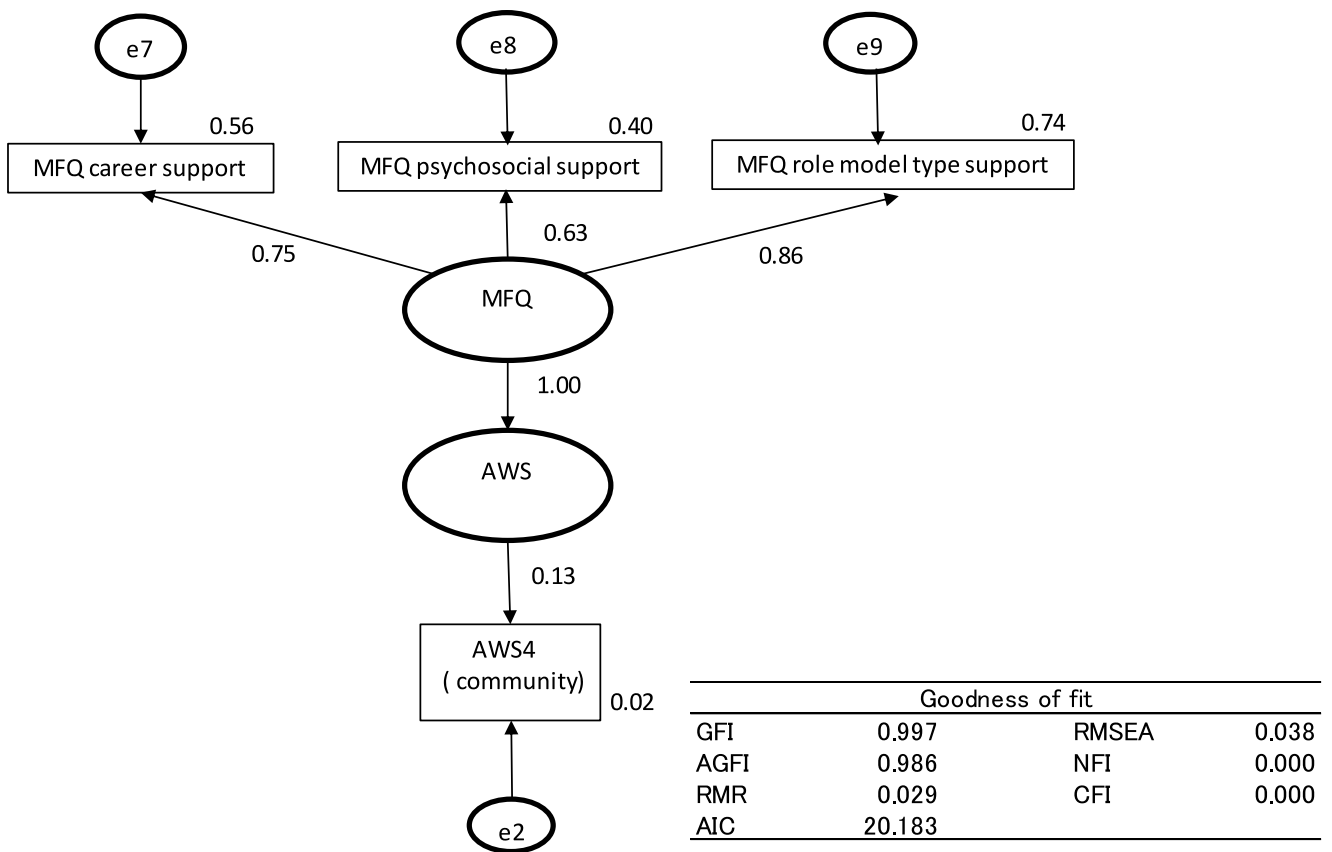 e7
e8
e9
0.56
0.40
0.74
MFQ career support
MFQ psychosocial support
MFQ role model type support
0.75
0.63
0.86
MFQ
1.00
AWS
0.13
AWS4
( community)
0.02
e2
Goodness of fit
GFI 0.997 RMSEA 0.038
AGFI 0.986 NFI 0.000
RMR 0.029 CFI 0.000
AIC 20.183